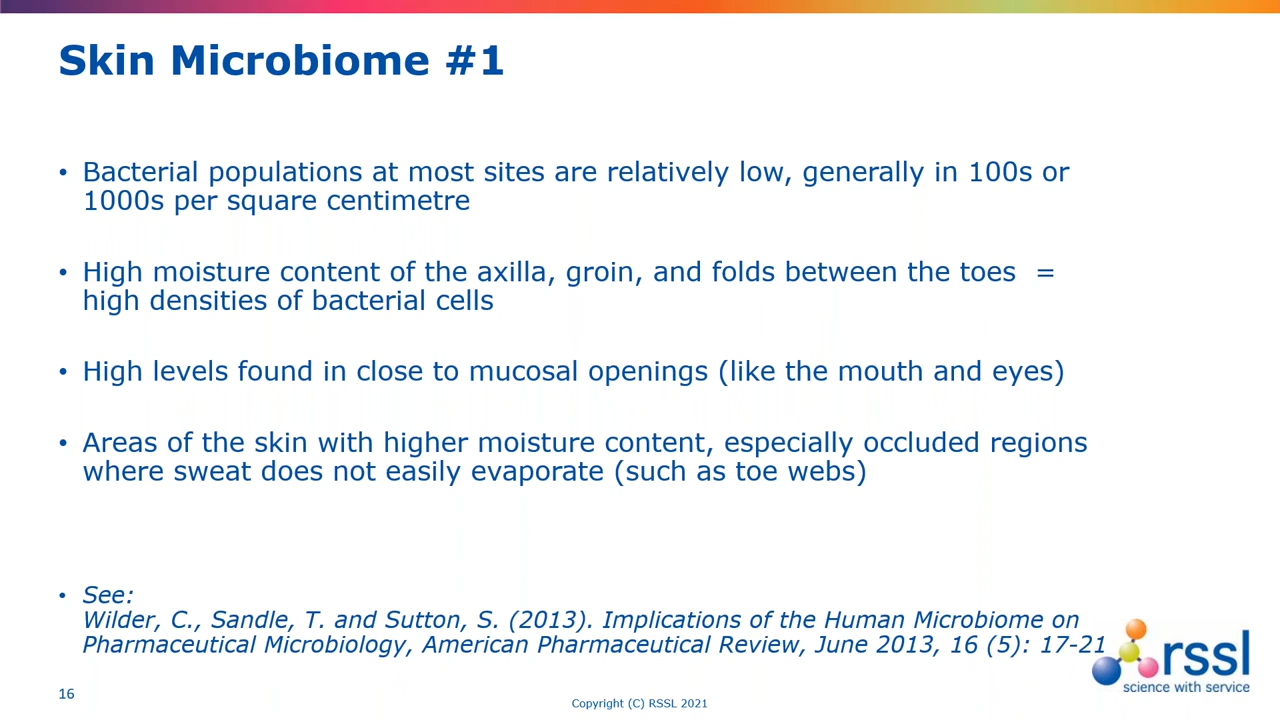 Skin Microbiome #1
• Bacterial populations at most sites are relatively low, generally in 100s or
1000s per square centimetre
• High moisture content of the axilla, groin, and folds between the toes  =
high densities of bacterial cells
• High levels found in close to mucosal openings (like the mouth and eyes)
• Areas of the skin with higher moisture content, especially occluded regions
where sweat does not easily evaporate (such as toe webs)
• See:
Wilder, C., Sandle, T. and Sutton, S. (2013). Implications of the Human Microbiome on
Pharmaceutical Microbiology, American Pharmaceutical Review, June 2013, 16 (5): 17-21
rssl
science with service
16
Copyright (C) RSSL 2021